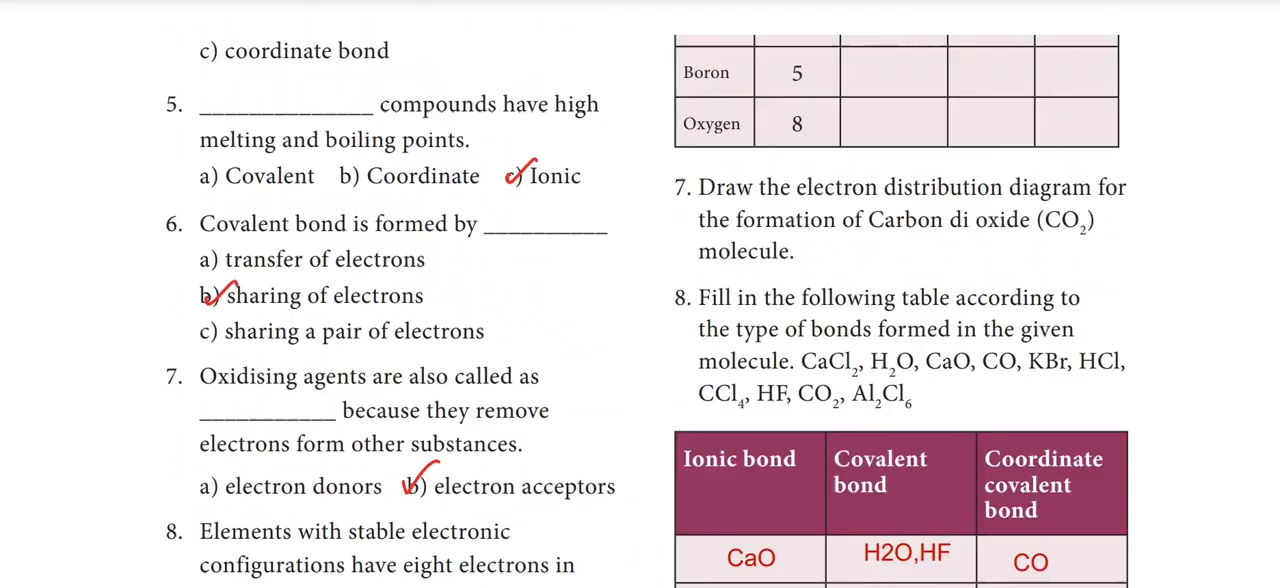 c) coordinate bond
5. ______________ compounds have high
melting and boiling points.
a) Covalent b) Coordinate c) Ionic
6. Covalent bond is formed by __________
a) transfer of electrons
b) sharing of electrons
c) sharing a pair of electrons
7. Oxidising agents are also called as
___________ because they remove
electrons form other substances.
a) electron donors b) electron acceptors
8. Elements with stable electronic
configurations have eight electrons in
Boron 5
Oxygen 8
7. Draw the electron distribution diagram for
the formation of Carbon di oxide (CO₂)
molecule.
8. Fill in the following table according to
the type of bonds formed in the given
molecule. CaCl₂, H₂O, CaO, CO, KBr, HCl,
CCl₄, HF, CO₂, Al₂Cl₆
Ionic bond Covalent bond Coordinate covalent bond
CaO H2O,HF CO